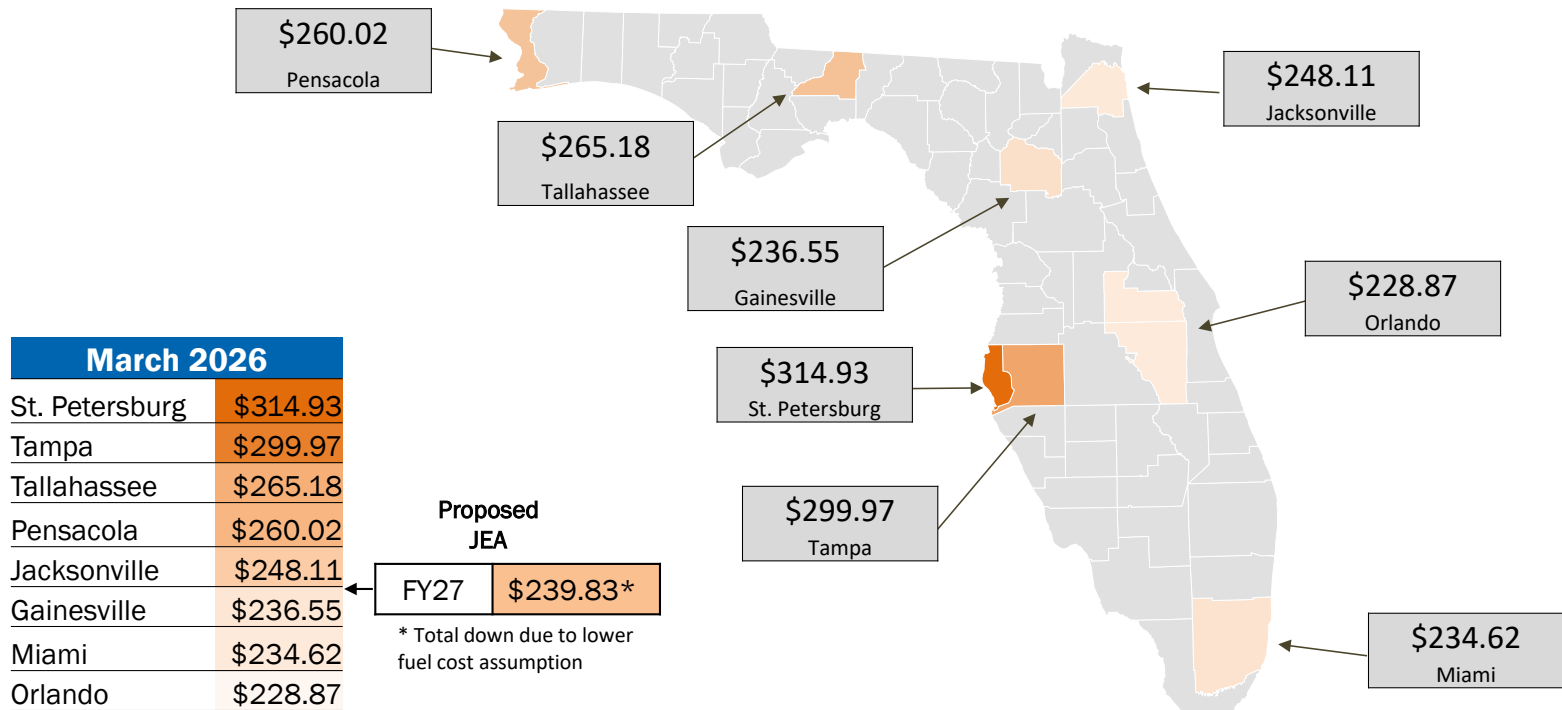 $260.02
Pensacola
$265.18
Tallahassee
$248.11
Jacksonville
$236.55
Gainesville
$228.87
Orlando
$314.93
St. Petersburg
$299.97
Tampa
$234.62
Miami
March 2026
St. Petersburg $314.93
Tampa $299.97
Tallahassee $265.18
Pensacola $260.02
Jacksonville $248.11
Gainesville $236.55
Miami $234.62
Orlando $228.87
Proposed
JEA
FY27 $239.83*
* Total down due to lower
fuel cost assumption